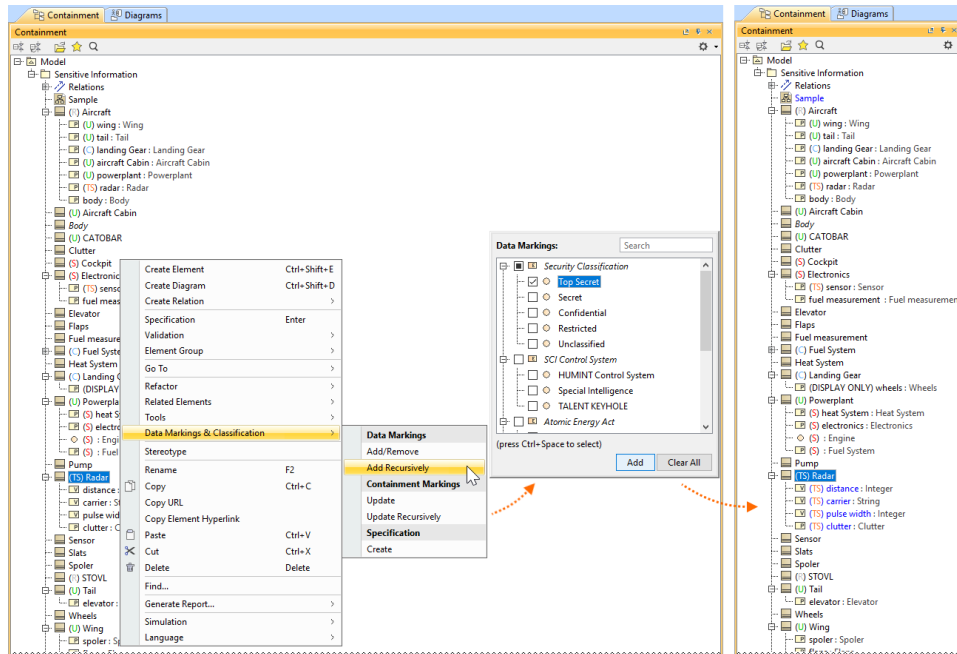 Containment
Diagrams
Containment
Model
Sensitive Information
Relations
Sample
(R) Aircraft
(U) wing : Wing
(U) tail : Tail
(C) landing Gear : Landing Gear
(U) aircraft Cabin : Aircraft Cabin
(U) powerplant : Powerplant
(TS) radar : Radar
body : Body
(U) Aircraft Cabin
Body
(U) CATOBAR
Clutter
(S) Cockpit
(S) Electronic
(TS) senso
fuel meas
Elevator
Flaps
Fuel measure
(C) Fuel Syste
Heat System
(C) Landing G
(DISPLAY
(U) Powerpla
(S) heat S
(S) electro
(S) : Engi
(S) : Fuel
Pump
(TS) Radar
distance :
carrier : St
pulse wid
clutter : C
Sensor
Slats
Spoler
(R) STOVL
(U) Tail
elevator :
Wheels
(U) Wing
spoler : Sp
Create Element Ctrl+Shift+E
Create Diagram Ctrl+Shift+D
Create Relation
Specification Enter
Validation
Element Group
Go To
Refactor
Related Elements
Tools
Data Markings & Classification
Stereotype
Rename F2
Copy Ctrl+C
Copy URL
Copy Element Hyperlink
Paste Ctrl+V
Cut Ctrl+X
Delete Delete
Find...
Generate Report...
Simulation
Language
Data Markings
Add/Remove
Add Recursively
Containment Markings
Update
Update Recursively
Specification
Create
Data Markings: Search
Security Classification
Top Secret
Secret
Confidential
Restricted
Unclassified
SCI Control System
HUMINT Control System
Special Intelligence
TALENT KEYHOLE
Atomic Energy Act
(press Ctrl+Space to select)
Add Clear All
Containment
Diagrams
Containment
Model
Sensitive Information
Relations
Sample
(R) Aircraft
(U) wing : Wing
(U) tail : Tail
(C) landing Gear : Landing Gear
(U) aircraft Cabin : Aircraft Cabin
(U) powerplant : Powerplant
(TS) radar : Radar
body : Body
(U) Aircraft Cabin
Body
(U) CATOBAR
Clutter
(S) Cockpit
(S) Electronics
(TS) sensor : Sensor
fuel measurement : Fuel measuremen
Elevator
Flaps
Fuel measurement
(C) Fuel System
Heat System
(C) Landing Gear
(DISPLAY ONLY) wheels : Wheels
(U) Powerplant
(S) heat System : Heat System
(S) electronics : Electronics
(S) : Engine
(S) : Fuel System
Pump
(TS) Radar
(TS) distance : Integer
(TS) carrier : String
(TS) pulse width : Integer
(TS) clutter : Clutter
Sensor
Slats
Spoler
(R) STOVL
(U) Tail
elevator : Elevator
Wheels
(U) Wing
spoler : Spoler